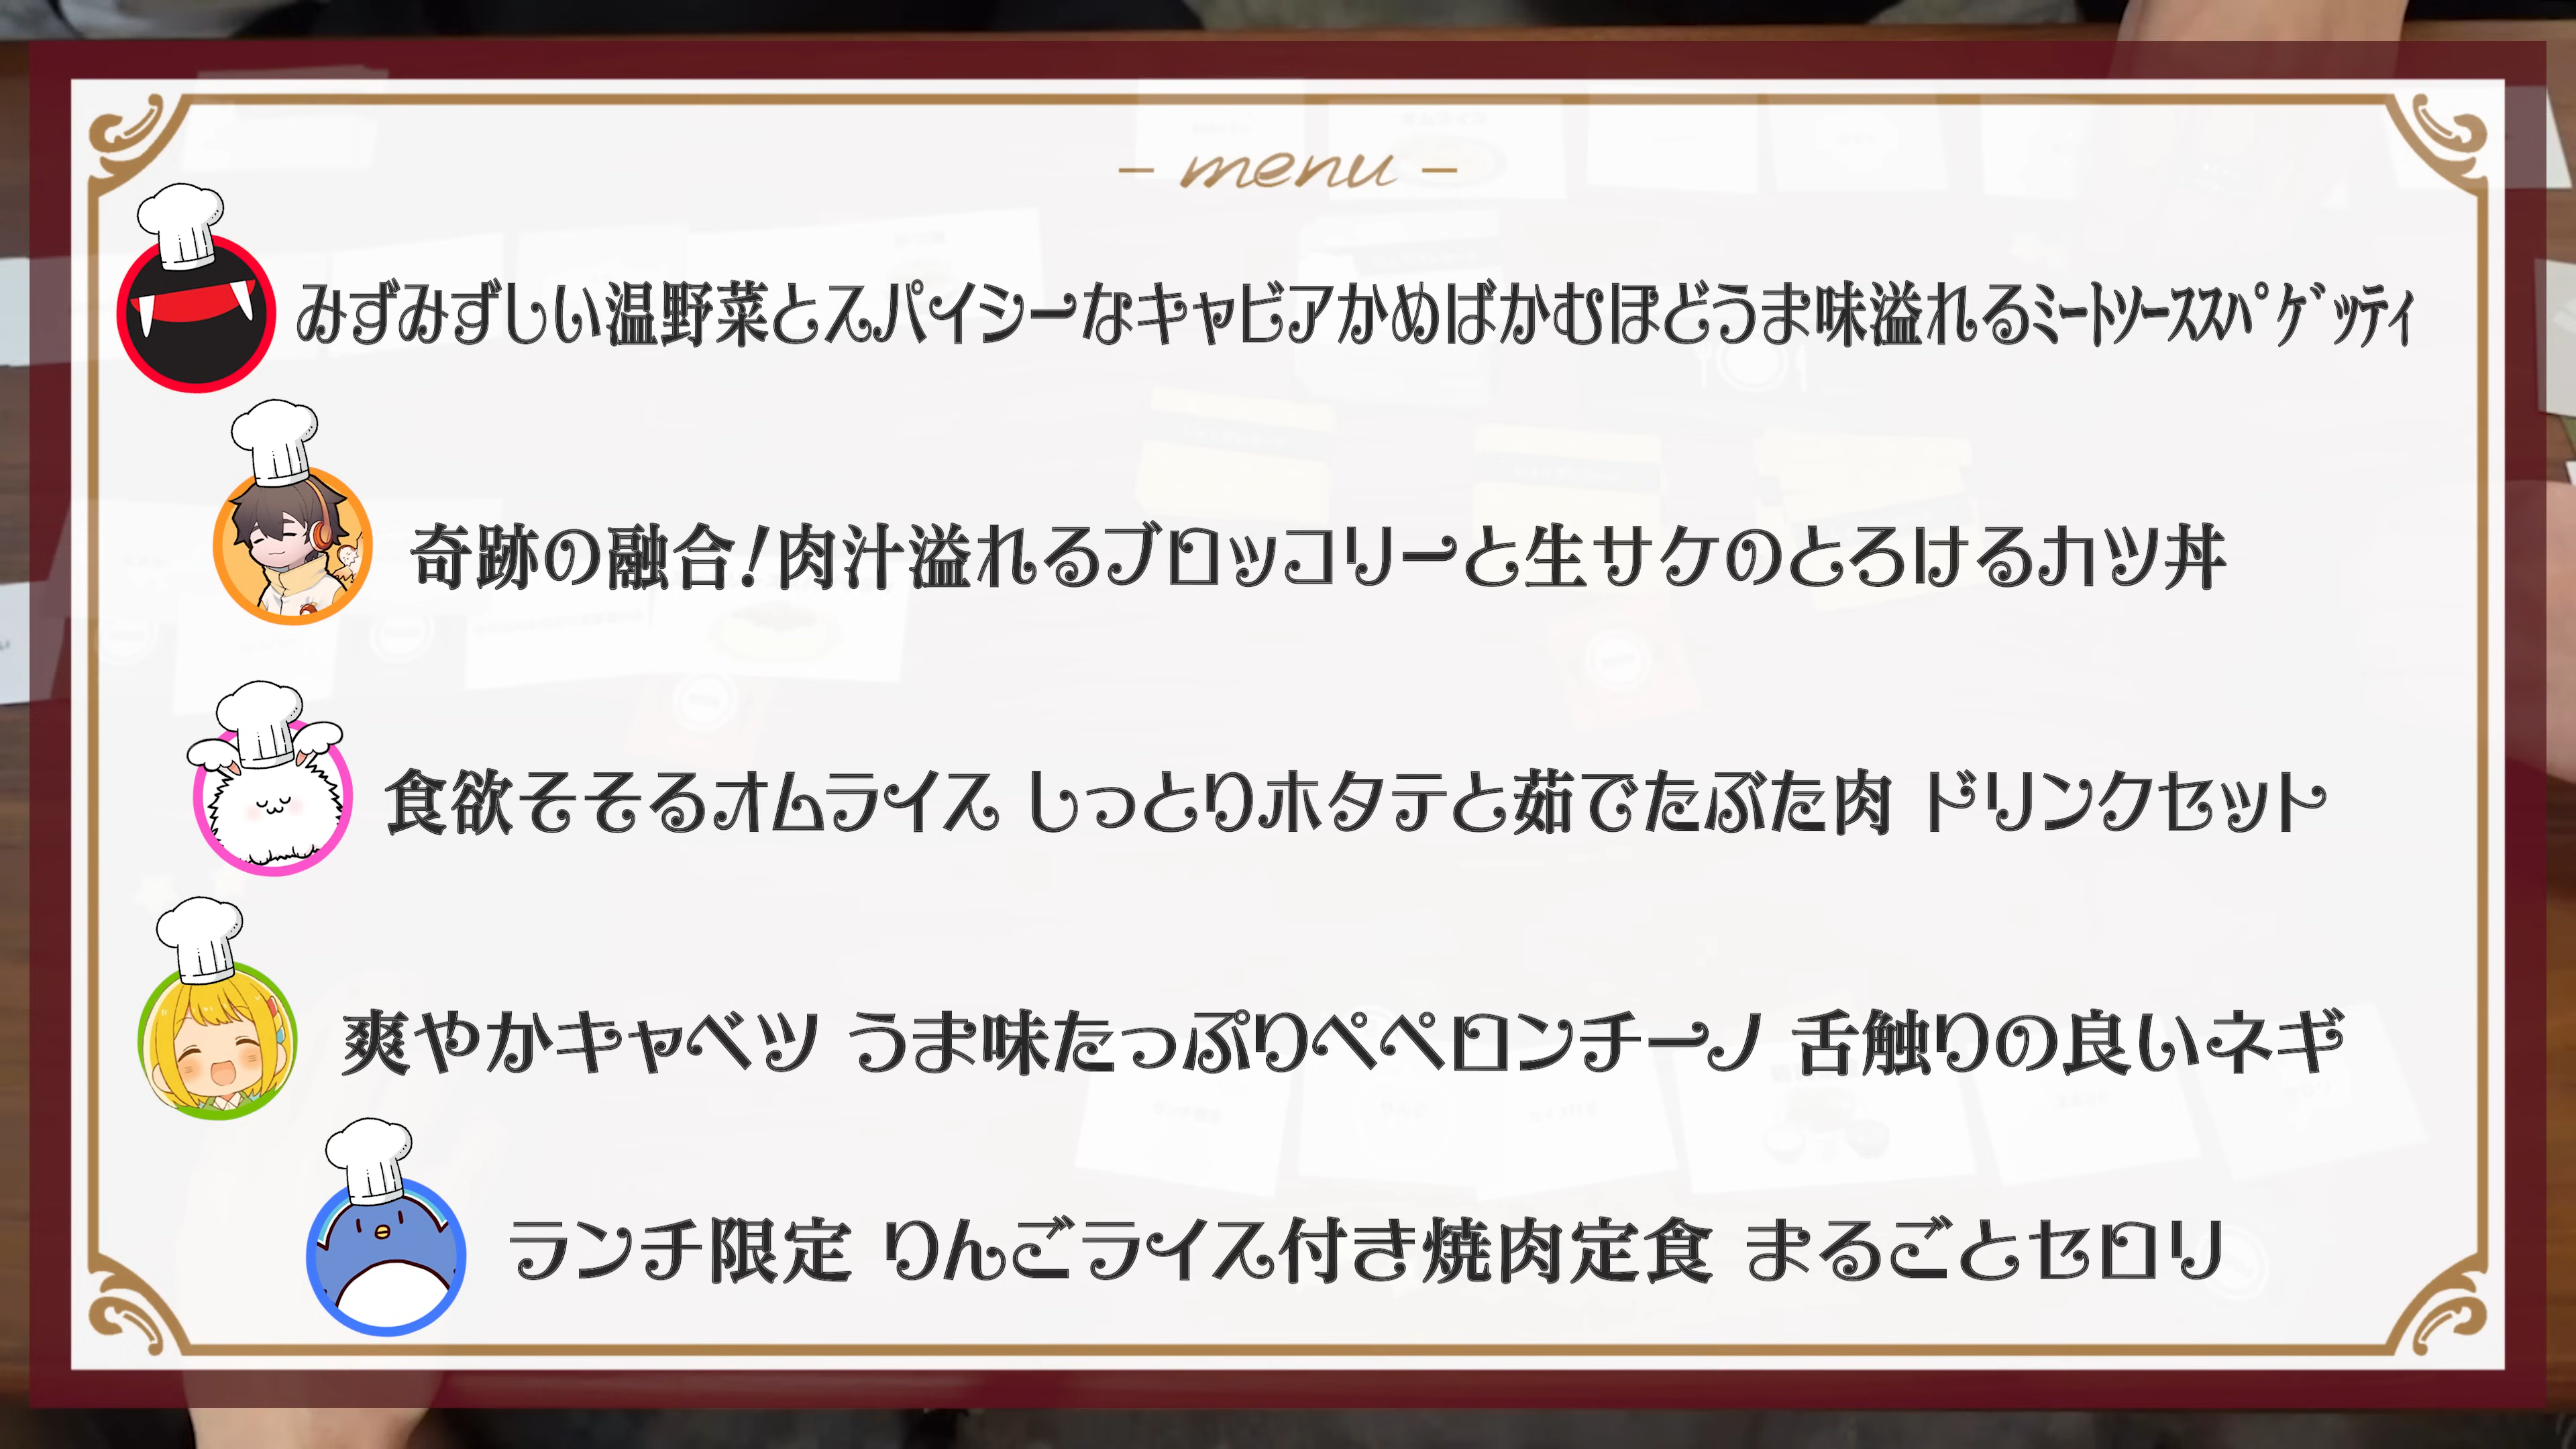 - menu -
みずみずしい温野菜とスパイシーなキャビアかめばかむほどうま味溢れるﾐｰﾄｿｰｽｽﾊﾟｹﾞｯﾃｨ
奇跡の融合!肉汁溢れるブロッコリーと生サケのとろけるカツ丼
食欲そそるオムライス しっとりホタテと茹でたぶた肉 ドリンクセット
爽やかキャベツ うま味たっぷりペペロンチーノ 舌触りの良いネギ
ランチ限定 りんごライス付き焼肉定食 まるごとセロリ